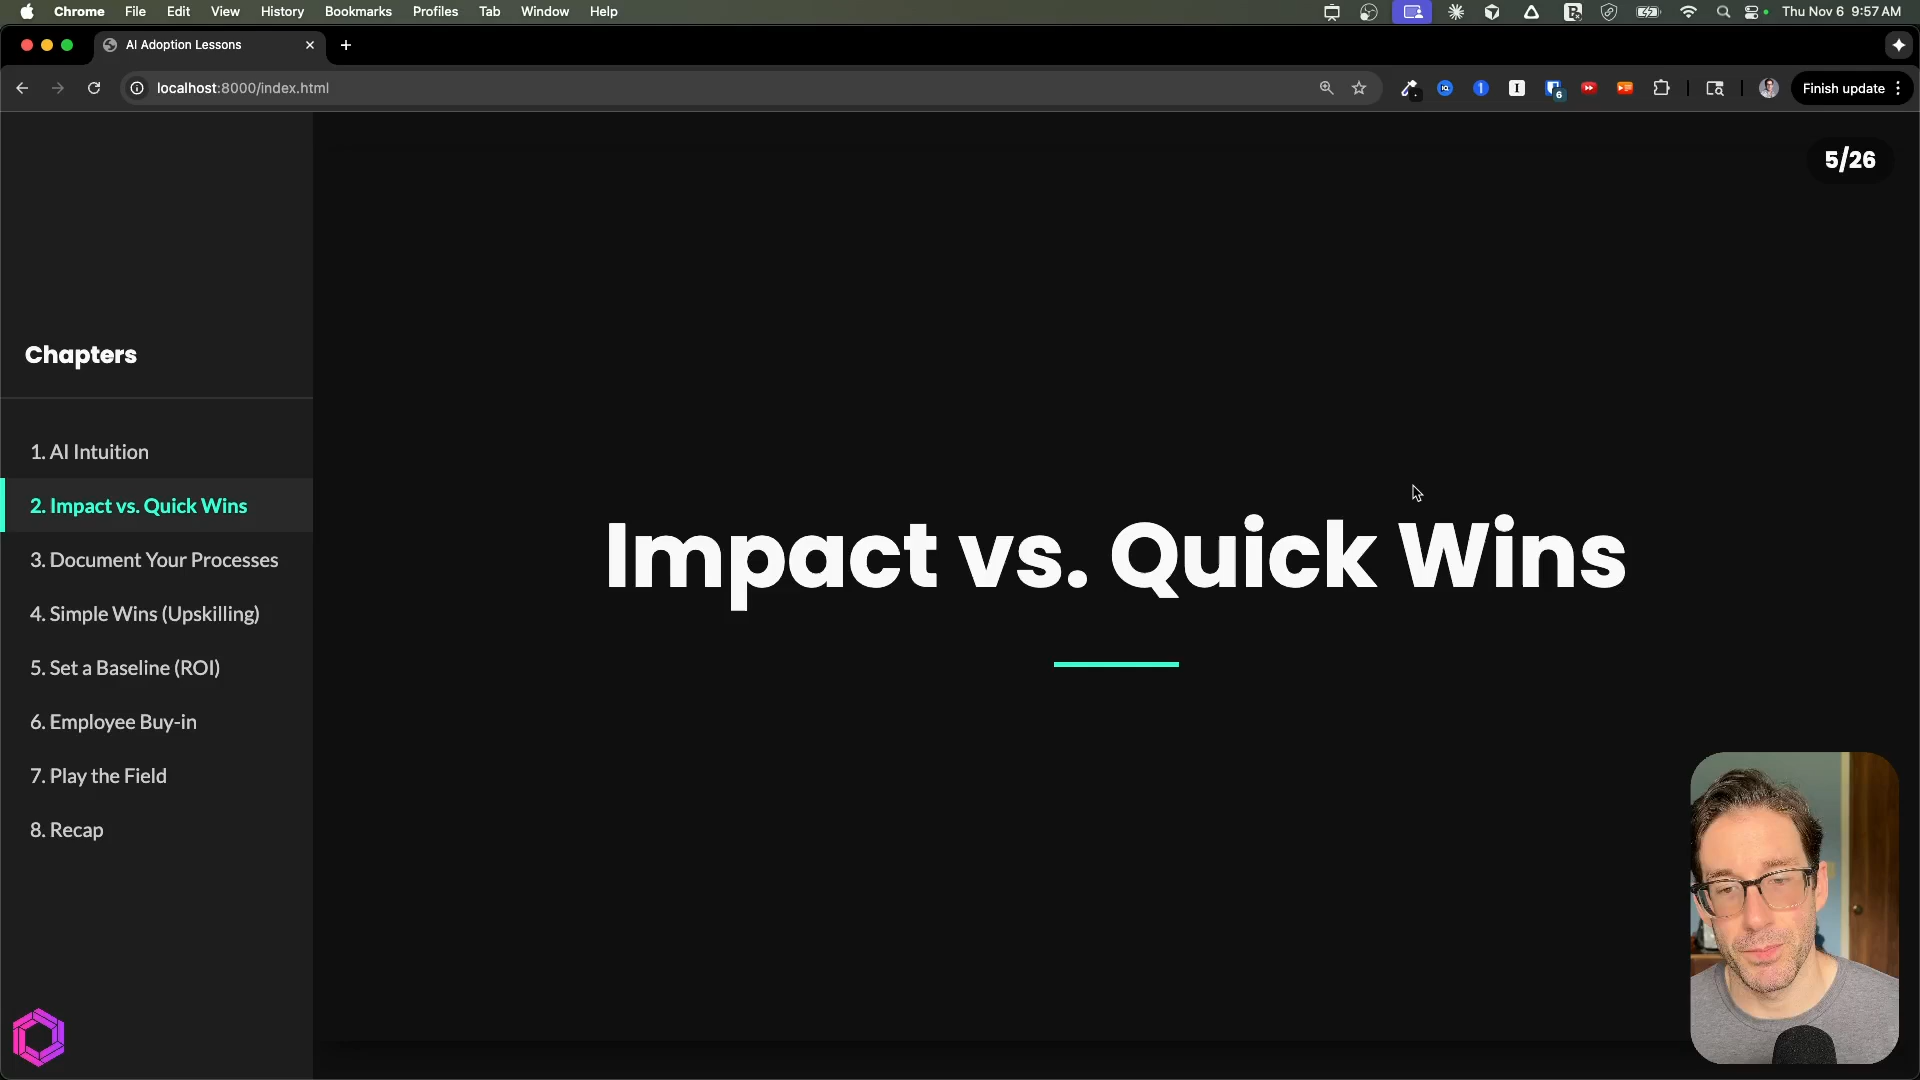 Chrome File Edit View History Bookmarks Profiles Tab Window Help
Thu Nov 6 9:57 AM
AI Adoption Lessons
localhost:8000/index.html
6
Finish update
5/26
Chapters
1. AI Intuition
2. Impact vs. Quick Wins
3. Document Your Processes
4. Simple Wins (Upskilling)
5. Set a Baseline (ROI)
6. Employee Buy-in
7. Play the Field
8. Recap
Impact vs. Quick Wins